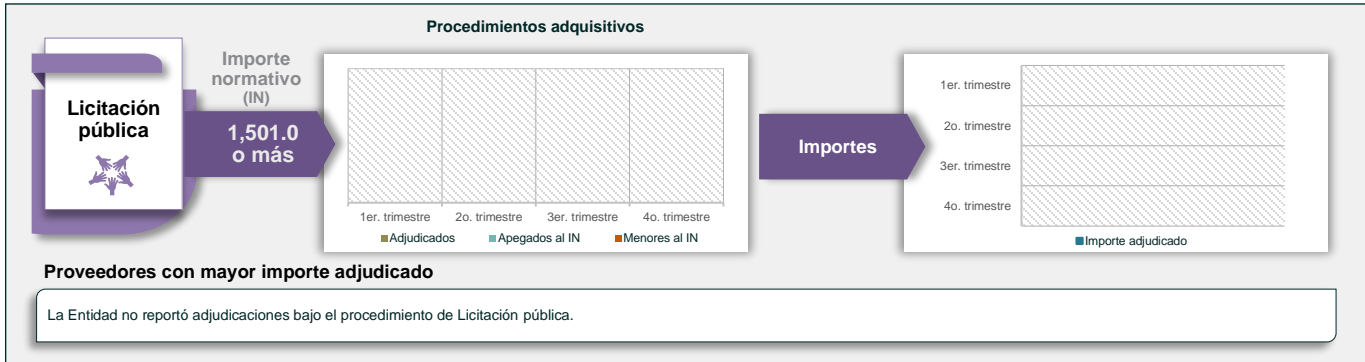 Procedimientos adquisitivos
Licitación
pública
Importe
normativo
(IN)
1,501.0
o más
1er. trimestre
2o. trimestre
3er. trimestre
4o. trimestre
Adjudicados
Apegados al IN
Menores al IN
Importes
1er. trimestre
2o. trimestre
3er. trimestre
4o. trimestre
Importe adjudicado
Proveedores con mayor importe adjudicado
La Entidad no reportó adjudicaciones bajo el procedimiento de Licitación pública.